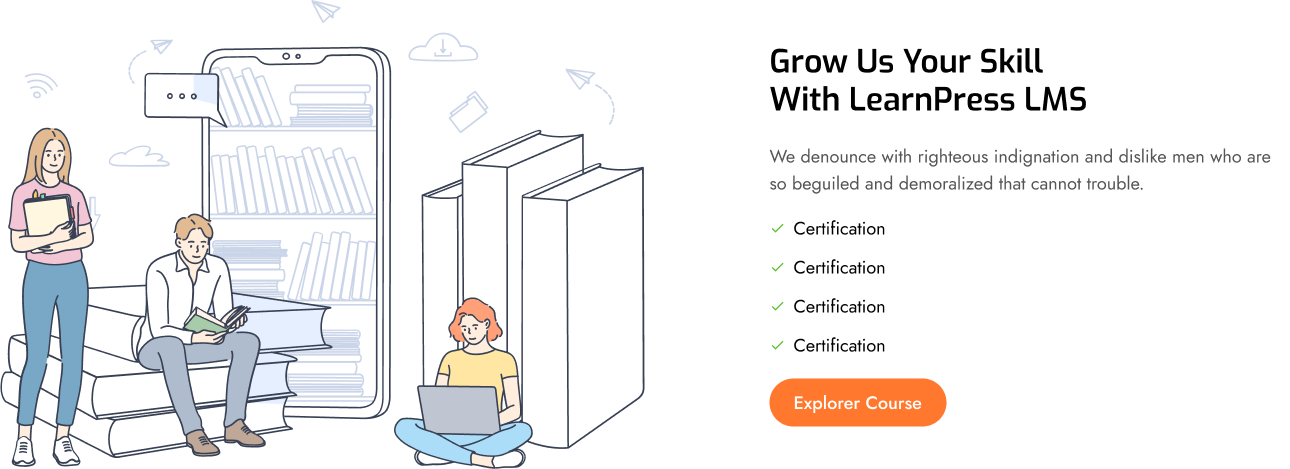 Grow Us Your Skill
With LearnPress LMS
We denounce with righteous indignation and dislike men who are
so beguiled and demoralized that cannot trouble.
Certification
Certification
Certification
Certification
Explorer Course